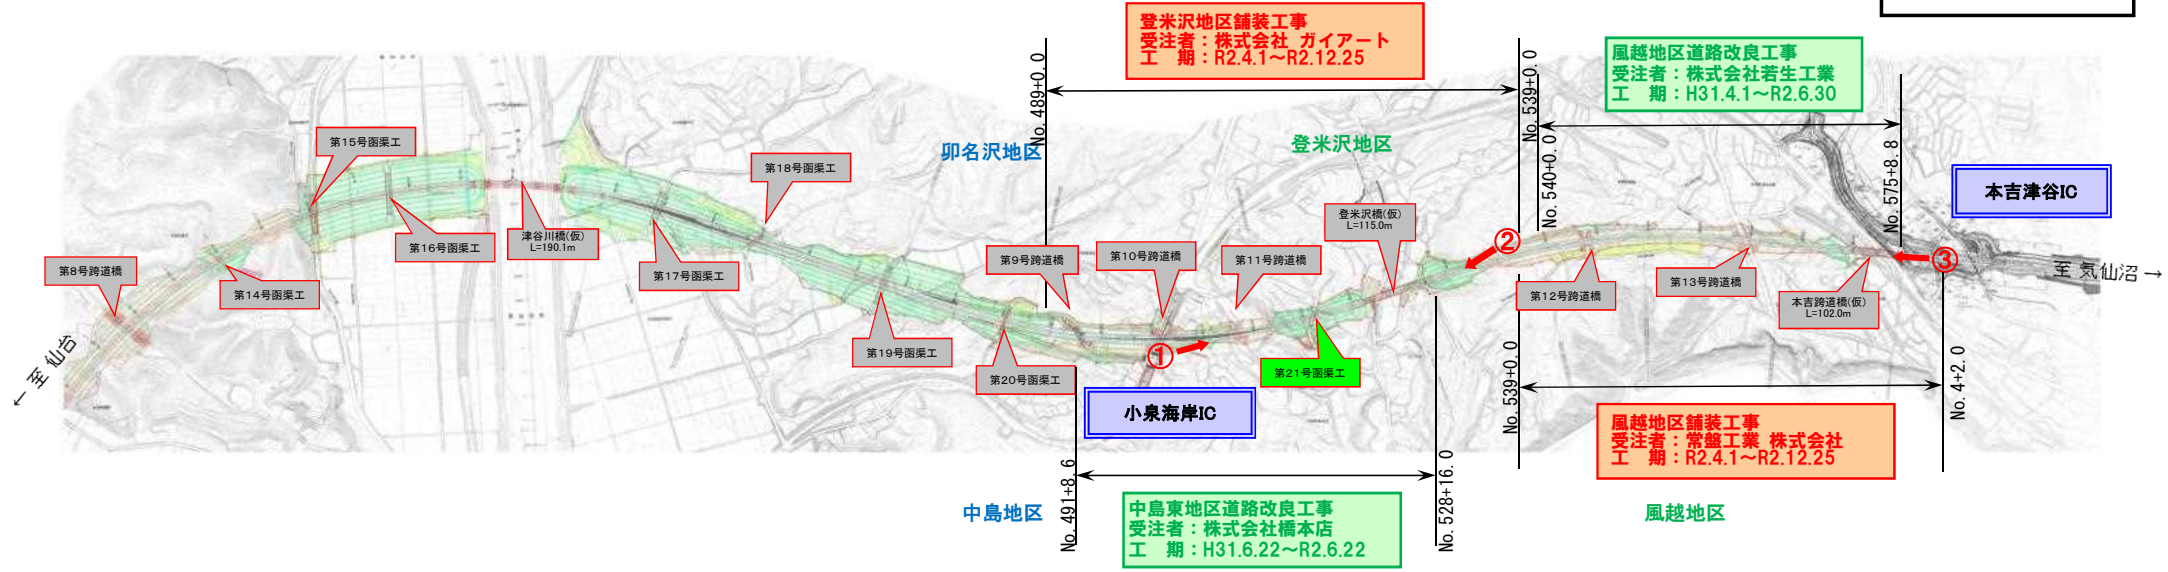 登米沢地区舗装工事
受注者：株式会社 ガイアート
工　期：R2.4.1～R2.12.25
風越地区道路改良工事
受注者：株式会社若生工業
工　期：H31.4.1～R2.6.30
No.489+0.0
No.539+0.0
No.540+0.0
No.575+8.8
卯名沢地区
登米沢地区
本吉津谷IC
第15号函渠工
第18号函渠工
第16号函渠工
津谷川橋(仮)
L=190.1m
第17号函渠工
第8号跨道橋
第14号函渠工
第9号跨道橋
第10号跨道橋
第11号跨道橋
登米沢橋(仮)
L=115.0m
②
第12号跨道橋
第13号跨道橋
本吉跨道橋(仮)
L=102.0m
③
至 気仙沼 →
← 至 仙台
第19号函渠工
第20号函渠工
①
第21号函渠工
小泉海岸IC
No.539+0.0
No.4+2.0
風越地区舗装工事
受注者：常盤工業 株式会社
工　期：R2.4.1～R2.12.25
No.491+8.6
No.528+16.0
中島地区
中島東地区道路改良工事
受注者：株式会社橋本店
工　期：H31.6.22～R2.6.22
風越地区